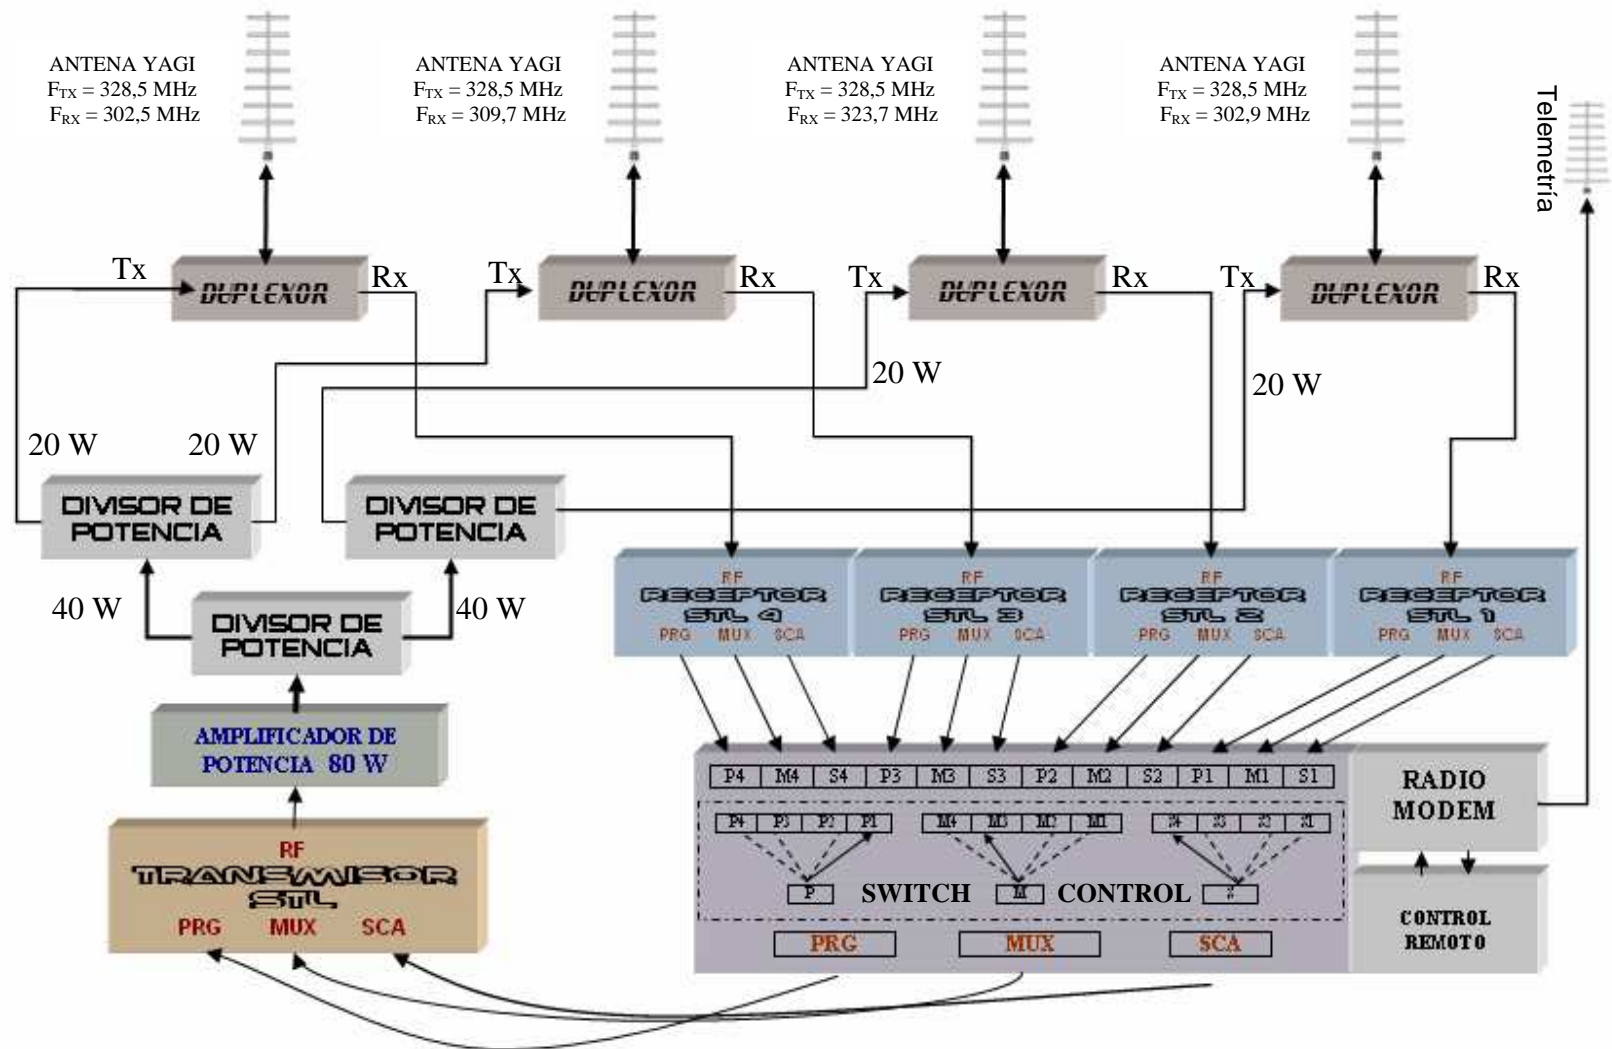 ANTENA YAGI
FTX = 328,5 MHz
FRX = 302,5 MHz
ANTENA YAGI
FTX = 328,5 MHz
FRX = 309,7 MHz
ANTENA YAGI
FTX = 328,5 MHz
FRX = 323,7 MHz
ANTENA YAGI
FTX = 328,5 MHz
FRX = 302,9 MHz
Telemetría
Tx
DUPLEXOR
Rx
Tx
DUPLEXOR
Rx
Tx
DUPLEXOR
Rx
Tx
DUPLEXOR
Rx
20 W
20 W
20 W
20 W
DIVISOR DE
POTENCIA
DIVISOR DE
POTENCIA
40 W
40 W
DIVISOR DE
POTENCIA
RF
RECEPTOR
STL 4
PRG MUX SCA
RF
RECEPTOR
STL 3
PRG MUX SCA
RF
RECEPTOR
STL 2
PRG MUX SCA
RF
RECEPTOR
STL 1
PRG MUX SCA
AMPLIFICADOR DE
POTENCIA 80 W
P4 M4 S4 P3 M3 S3 P2 M2 S2 P1 M1 S1
P4 P3 P2 P1
M4 M3 M2 M1
S4 S3 S2 S1
P SWITCH M CONTROL S
PRG MUX SCA
RADIO
MODEM
CONTROL
REMOTO
RF
TRANSMISOR
STL
PRG MUX SCA